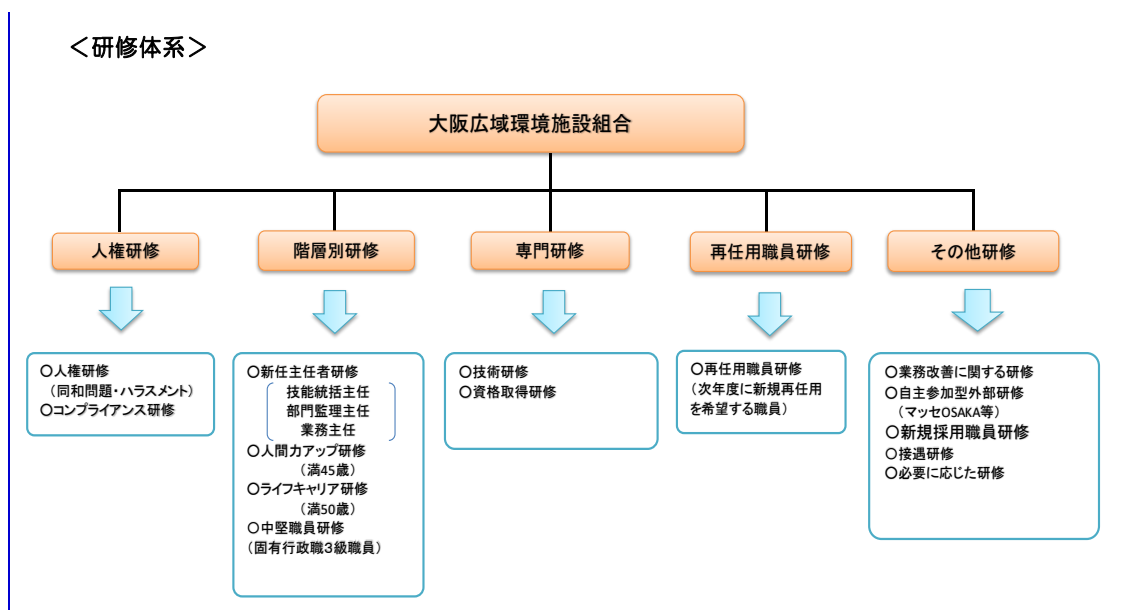 ＜研修体系＞
大阪広域環境施設組合
人権研修
階層別研修
専門研修
再任用職員研修
その他研修
○人権研修
（同和問題・ハラスメント）
○コンプライアンス研修
○新任主任者研修
技能統括主任
部門監理主任
業務主任
○人間力アップ研修
（満45歳）
○ライフキャリア研修
（満50歳）
○中堅職員研修
（固有行政職３級職員）
○技術研修
○資格取得研修
○再任用職員研修
（次年度に新規再任用
を希望する職員）
○業務改善に関する研修
○自主参加型外部研修
（マッセOSAKA等）
○新規採用職員研修
○接遇研修
○必要に応じた研修